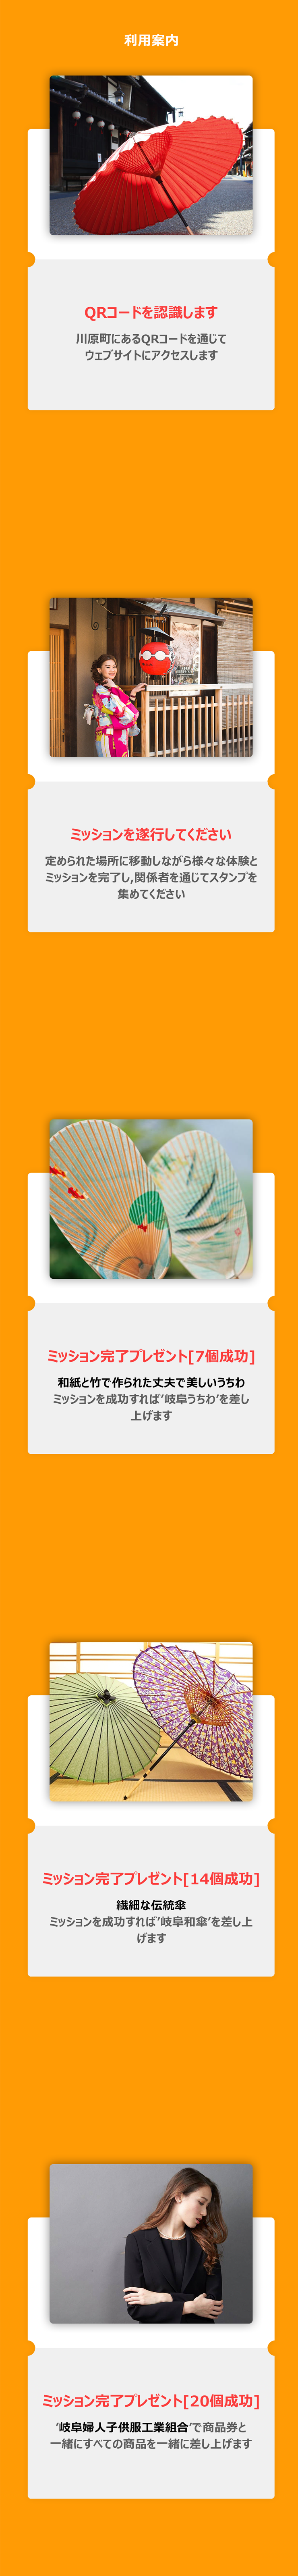 利用案内
QRコードを認識します
川原町にあるQRコードを通じて
ウェブサイトにアクセスします
ミッションを遂行してください
定められた場所に移動しながら様々な体験と
ミッションを完了し,関係者を通じてスタンプを
集めてください
ミッション完了プレゼント[7個成功]
和紙と竹で作られた丈夫で美しいうちわ
ミッションを成功すれば'岐阜うちわ'を差し
上げます
ミッション完了プレゼント[14個成功]
繊細な伝統傘
ミッションを成功すれば'岐阜和傘'を差し上
げます
ミッション完了プレゼント[20個成功]
'岐阜婦人子供服工業組合'で商品券と
一緒にすべての商品を一緒に差し上げます